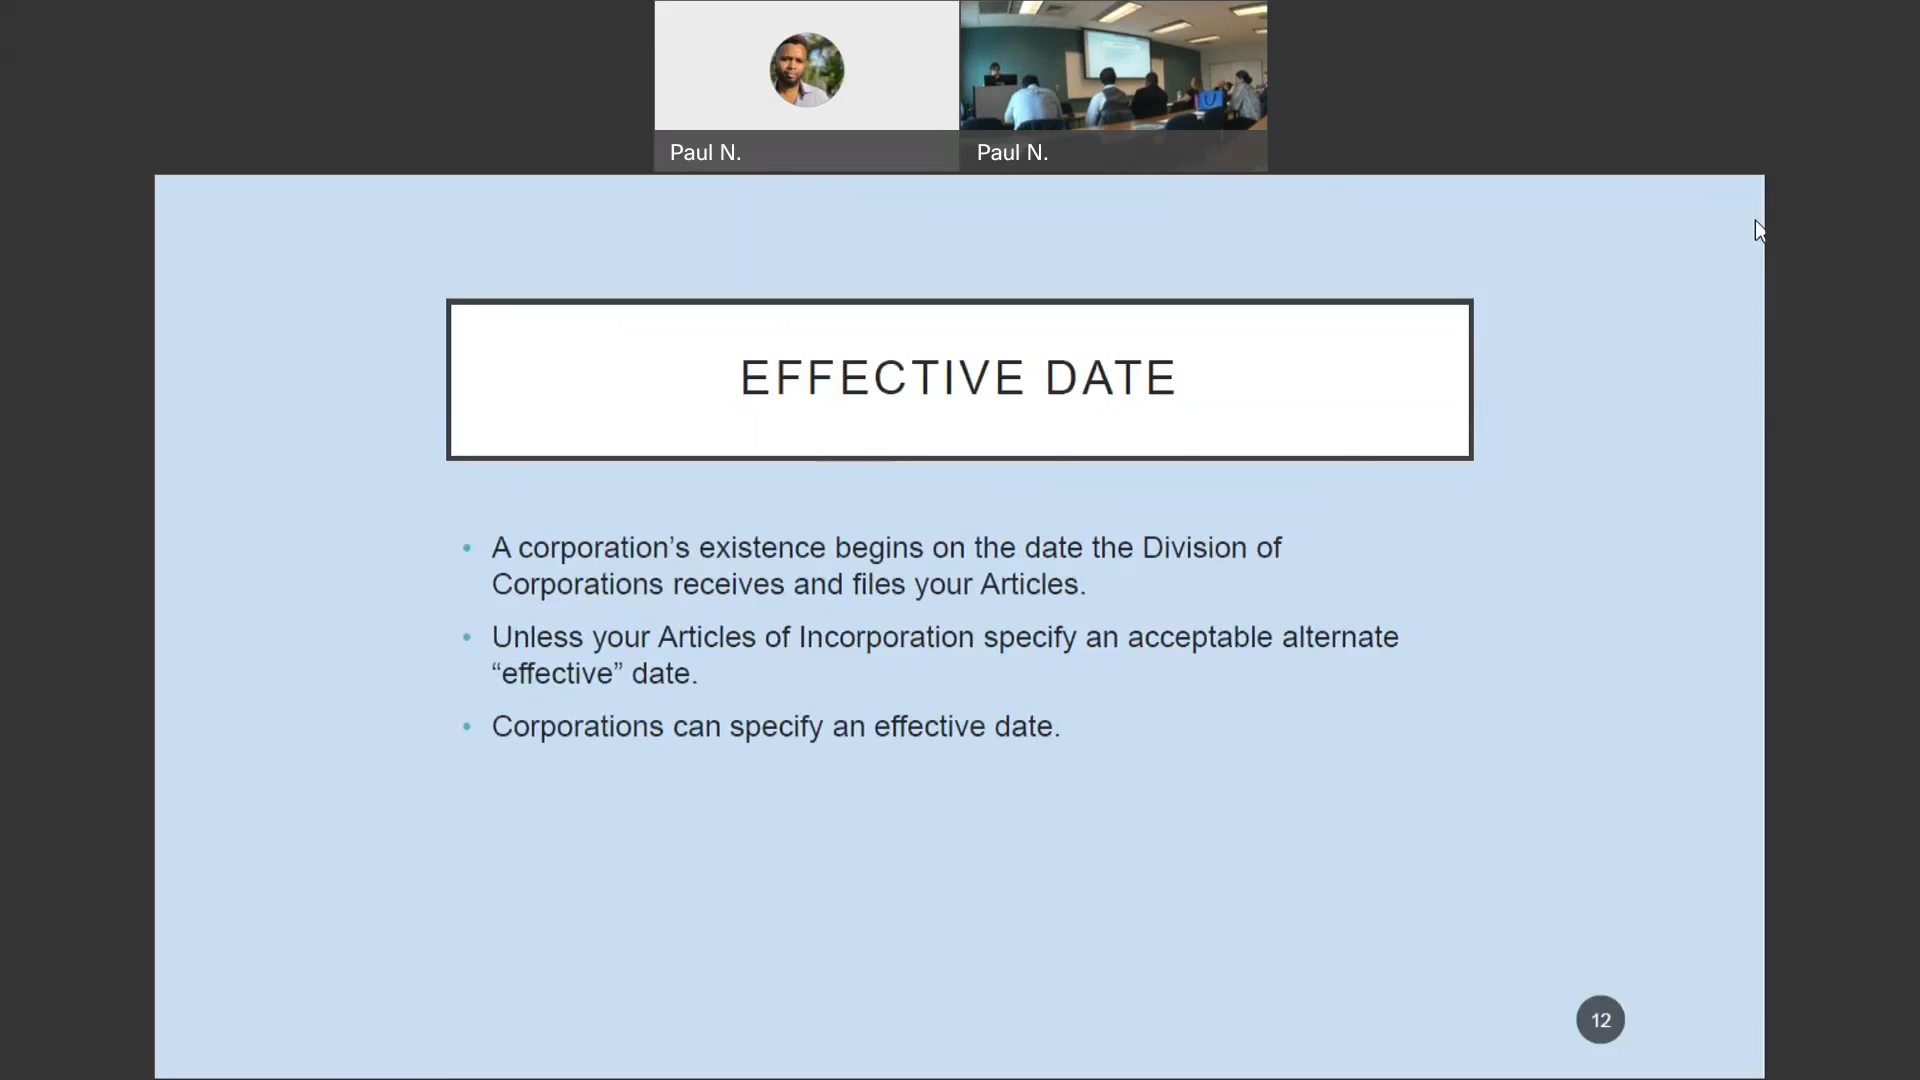 Paul N.
Paul N.
EFFECTIVE DATE
• A corporation’s existence begins on the date the Division of
Corporations receives and files your Articles.
• Unless your Articles of Incorporation specify an acceptable alternate
“effective” date.
• Corporations can specify an effective date.
12